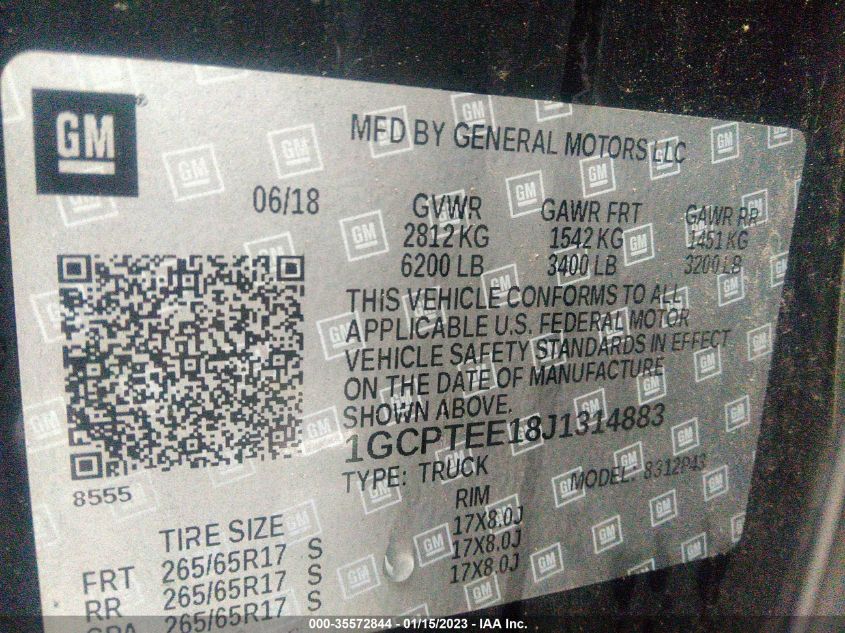 GM
MFD BY GENERAL MOTORS LLC
06/18
GVWR GAWR FRT GAWR RR
2812 KG 1542 KG 1451 KG
6200 LB 3400 LB 3200 LB
THIS VEHICLE CONFORMS TO ALL
APPLICABLE U.S. FEDERAL MOTOR
VEHICLE SAFETY STANDARDS IN EFFECT
ON THE DATE OF MANUFACTURE
SHOWN ABOVE.
1GCPTEE18J1314883
TYPE: TRUCK MODEL: 8312P43
8555
TIRE SIZE RIM
FRT 265/65R17 S 17X8.0J
RR 265/65R17 S 17X8.0J
SPA 265/65R17 S 17X8.0J
000-35572844 - 01/15/2023 - IAA Inc.